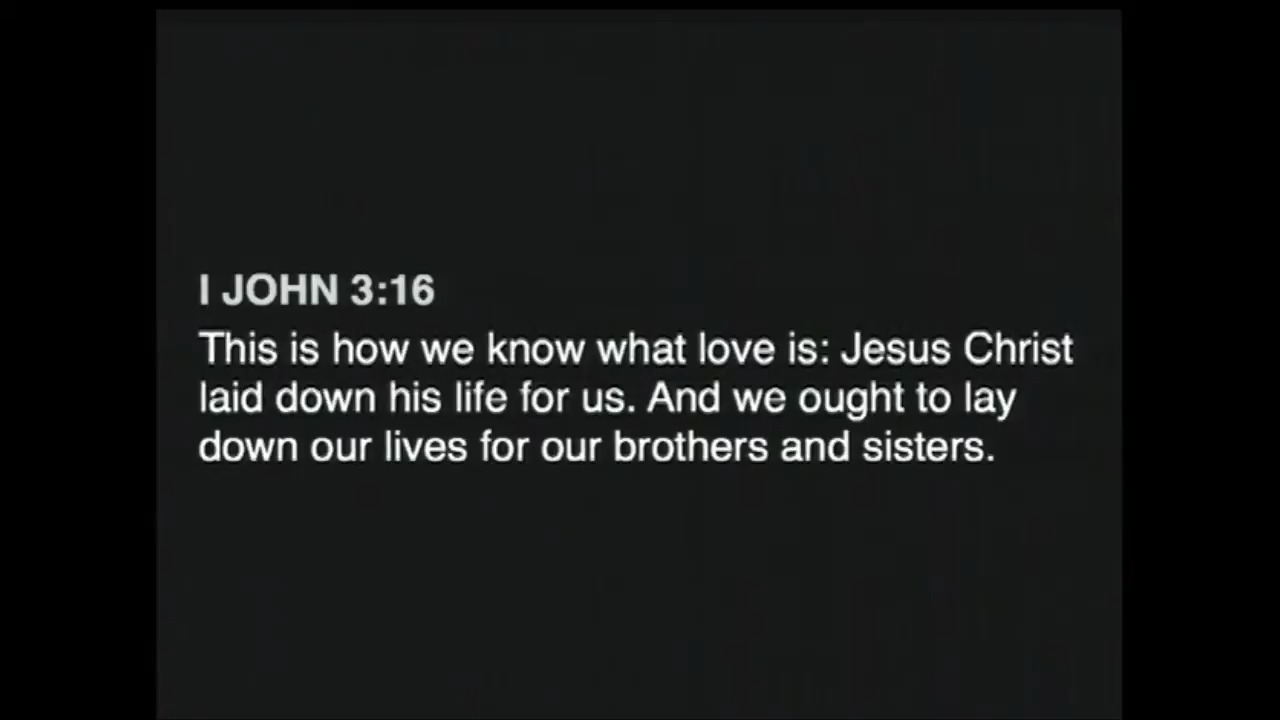 I JOHN 3:16
This is how we know what love is: Jesus Christ
laid down his life for us. And we ought to lay
down our lives for our brothers and sisters.